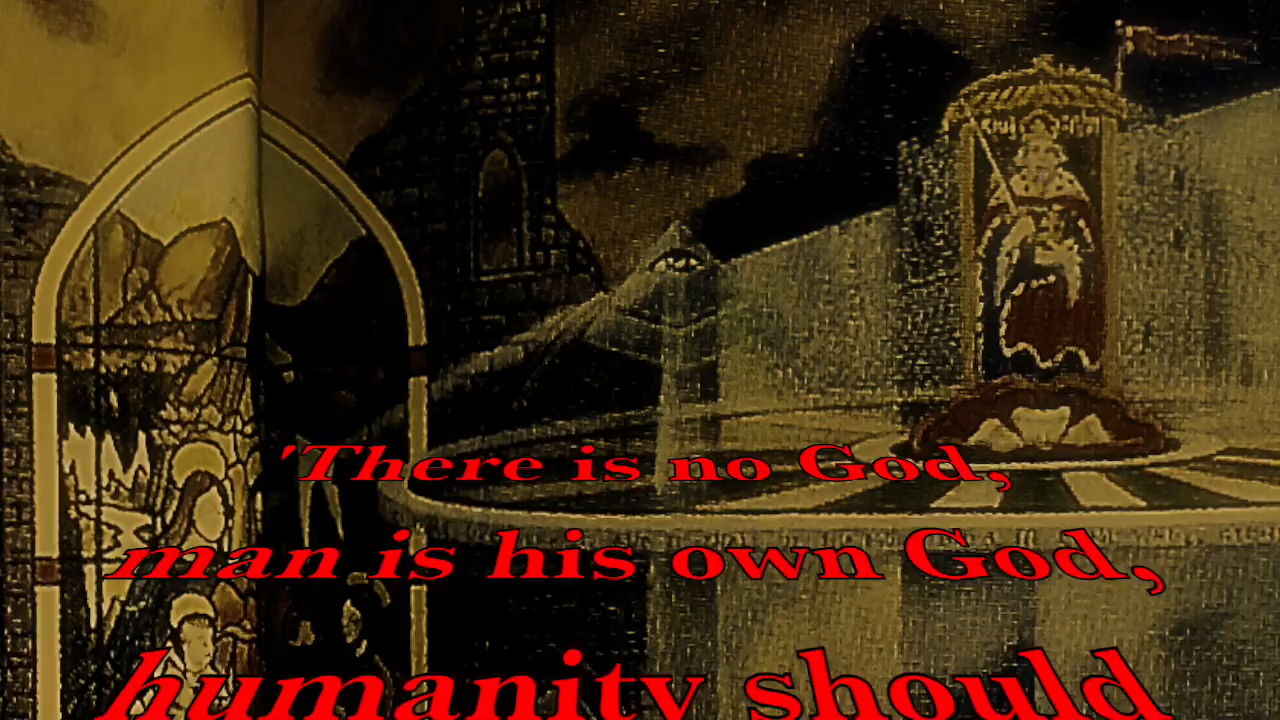 'There is no God,
man is his own God,
humanity should